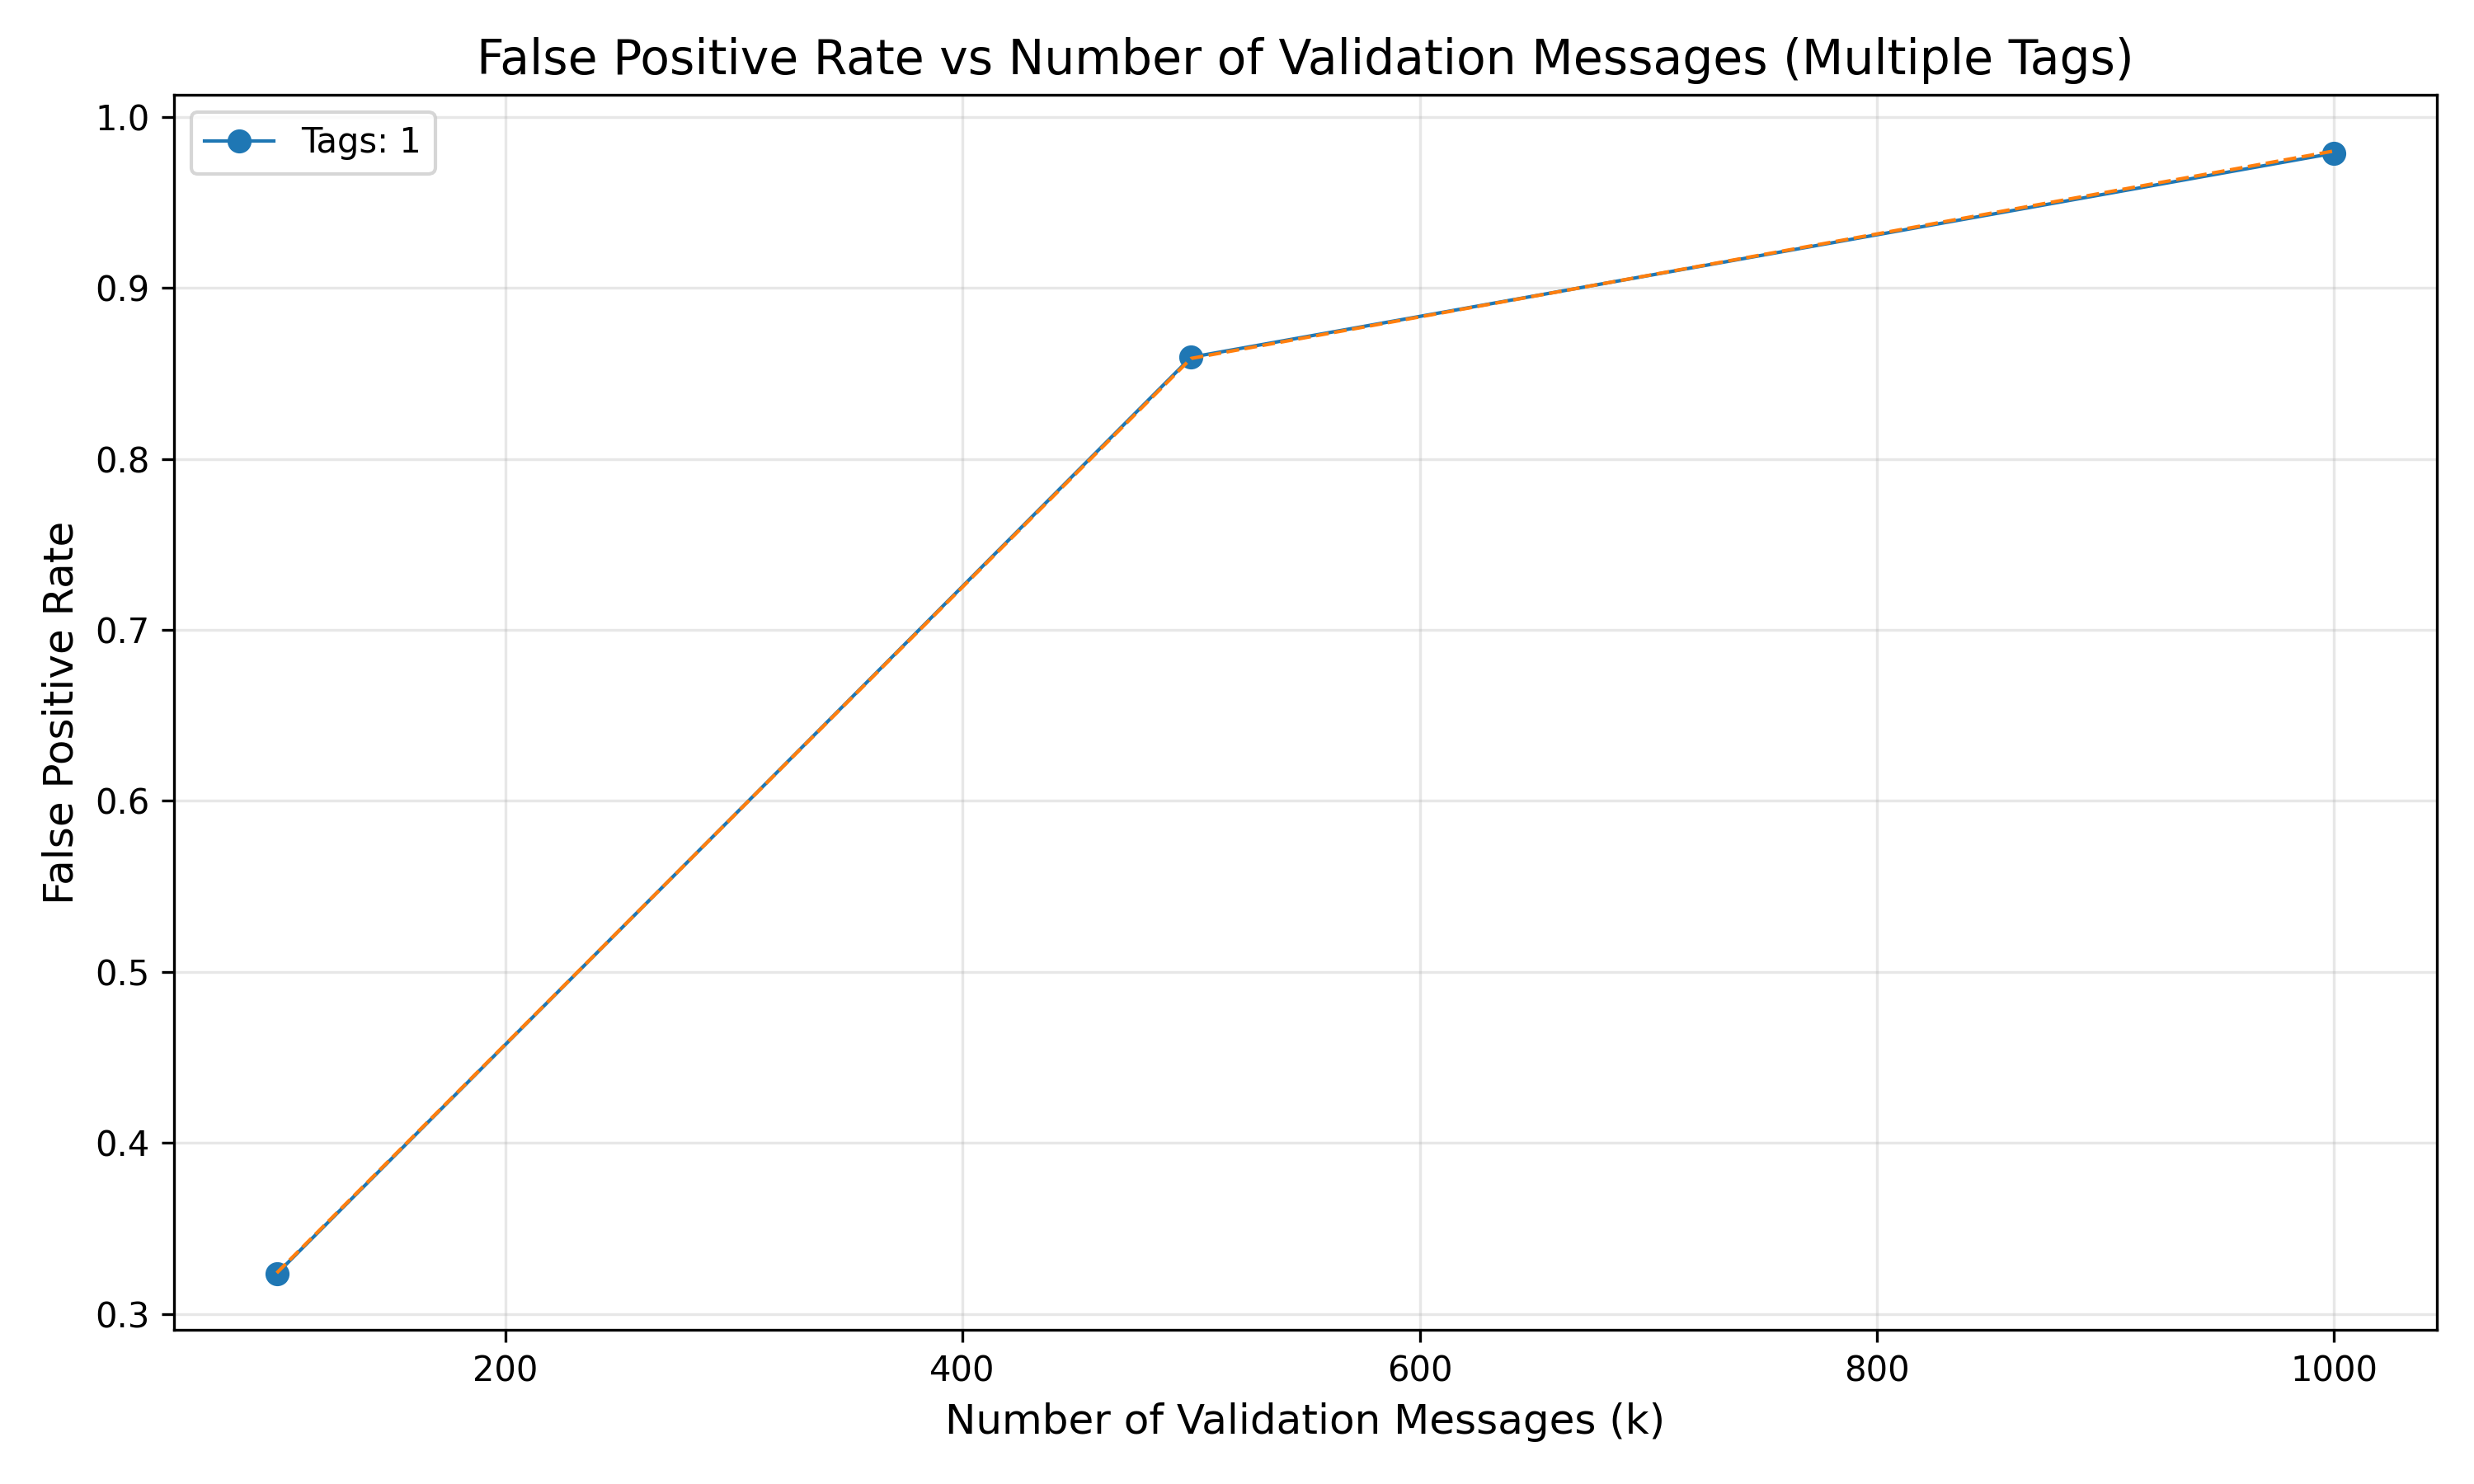 False Positive Rate vs Number of Validation Messages (Multiple Tags)
Tags: 1
1.0
0.9
0.8
0.7
0.6
0.5
0.4
0.3
False Positive Rate
200 400 600 800 1000
Number of Validation Messages (k)